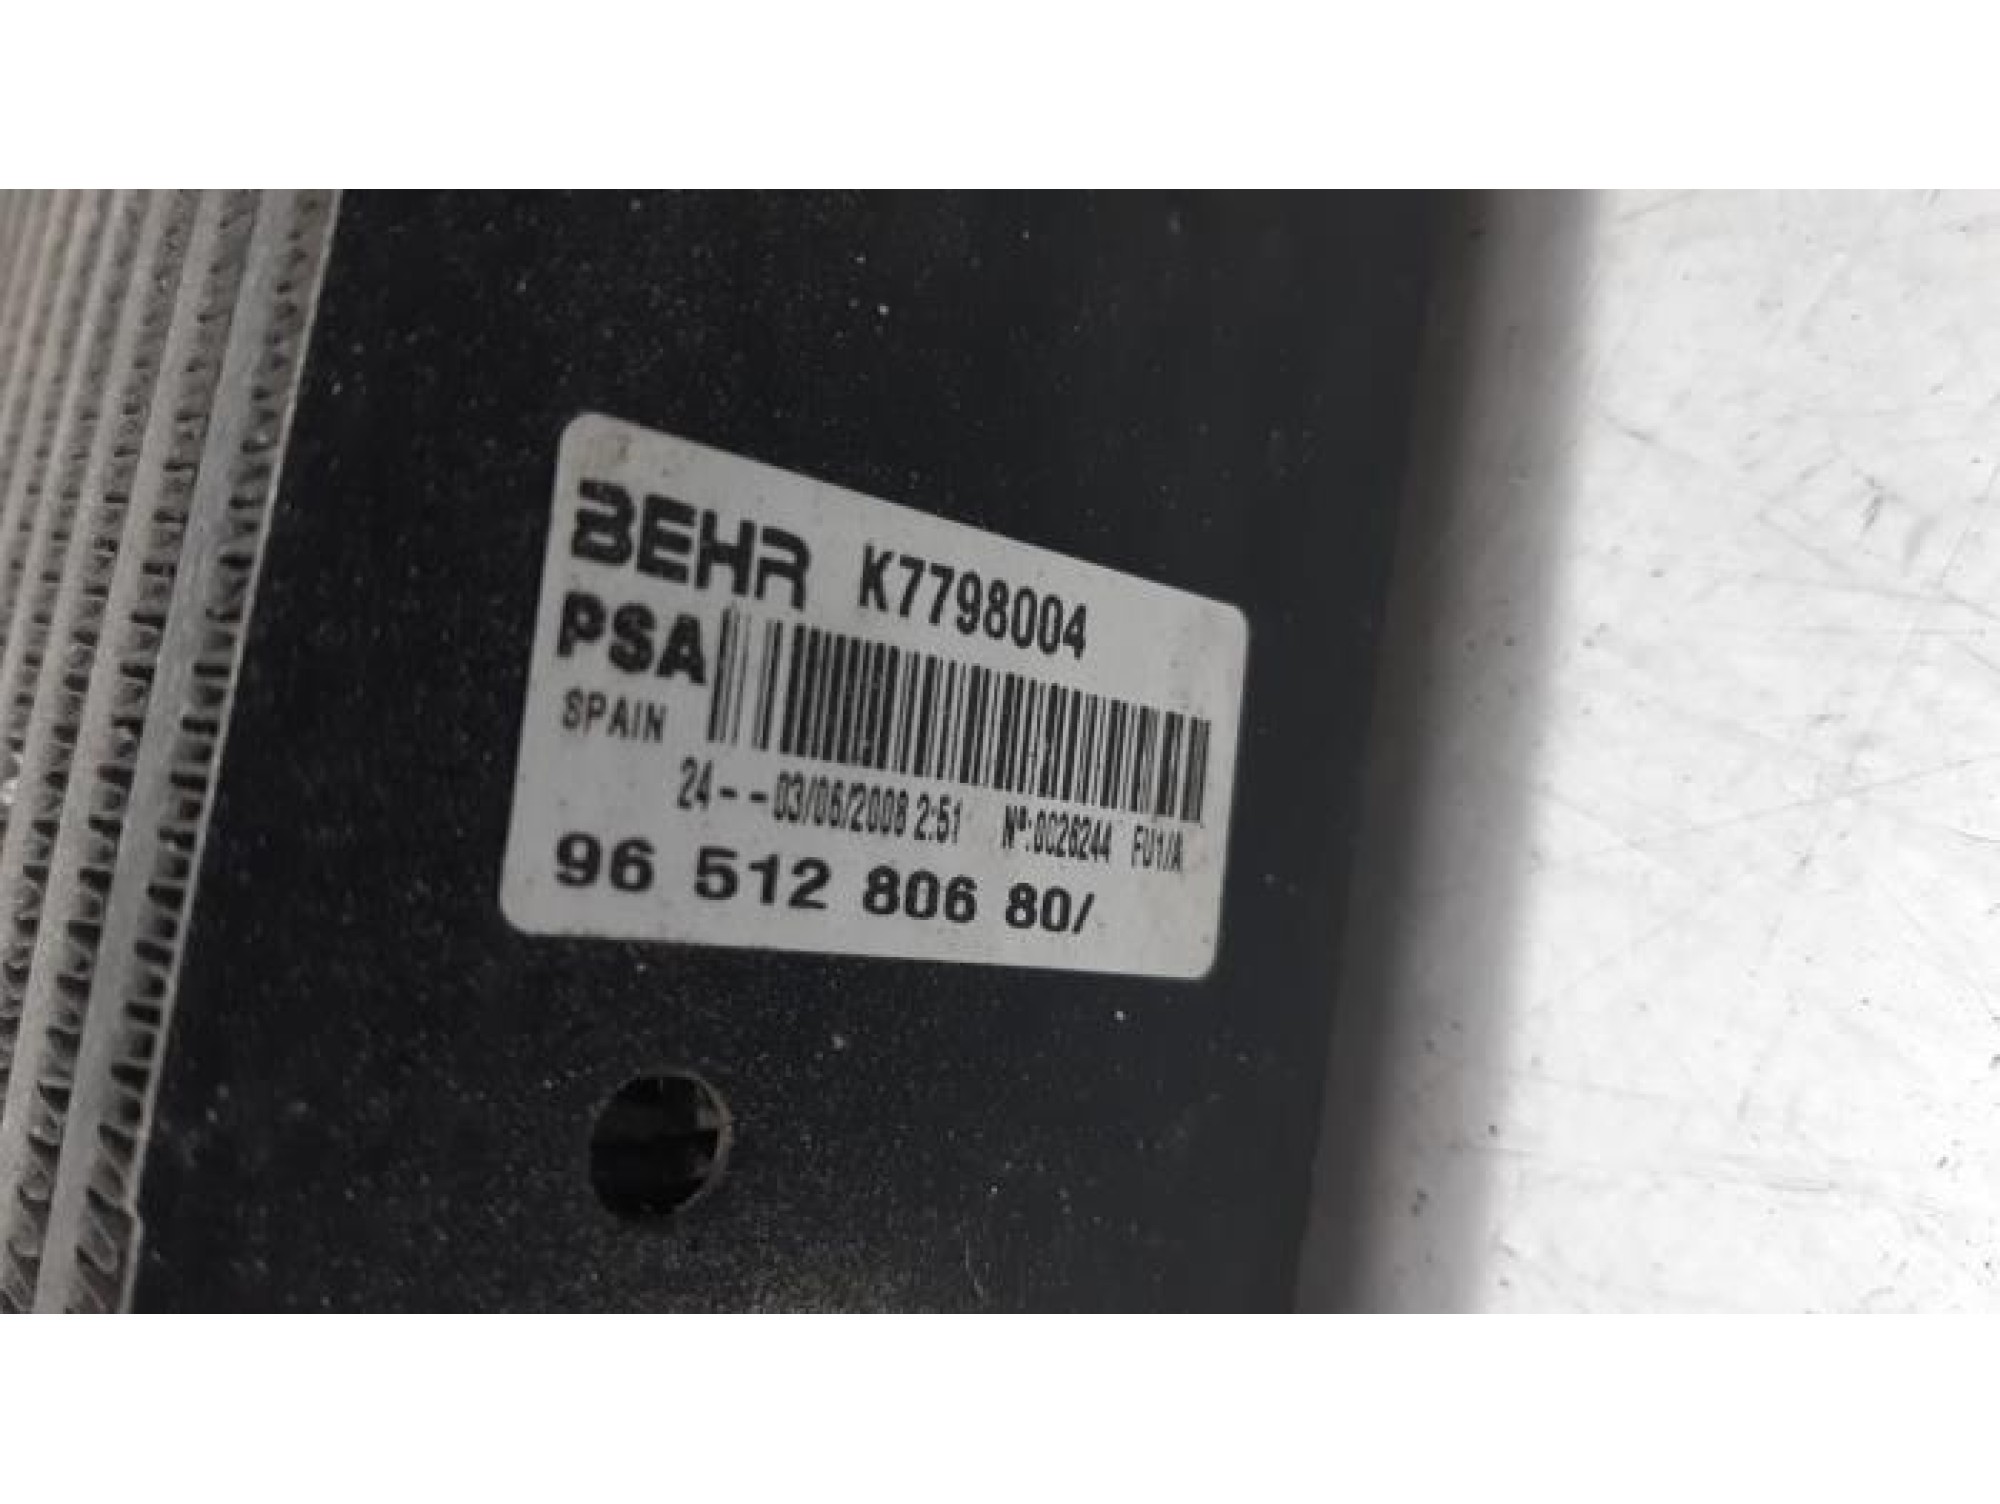 BEHR K7798004
PSA
SPAIN
24--03/06/2008 2:51 Nº:0026244 FU1/A
96 512 806 80/